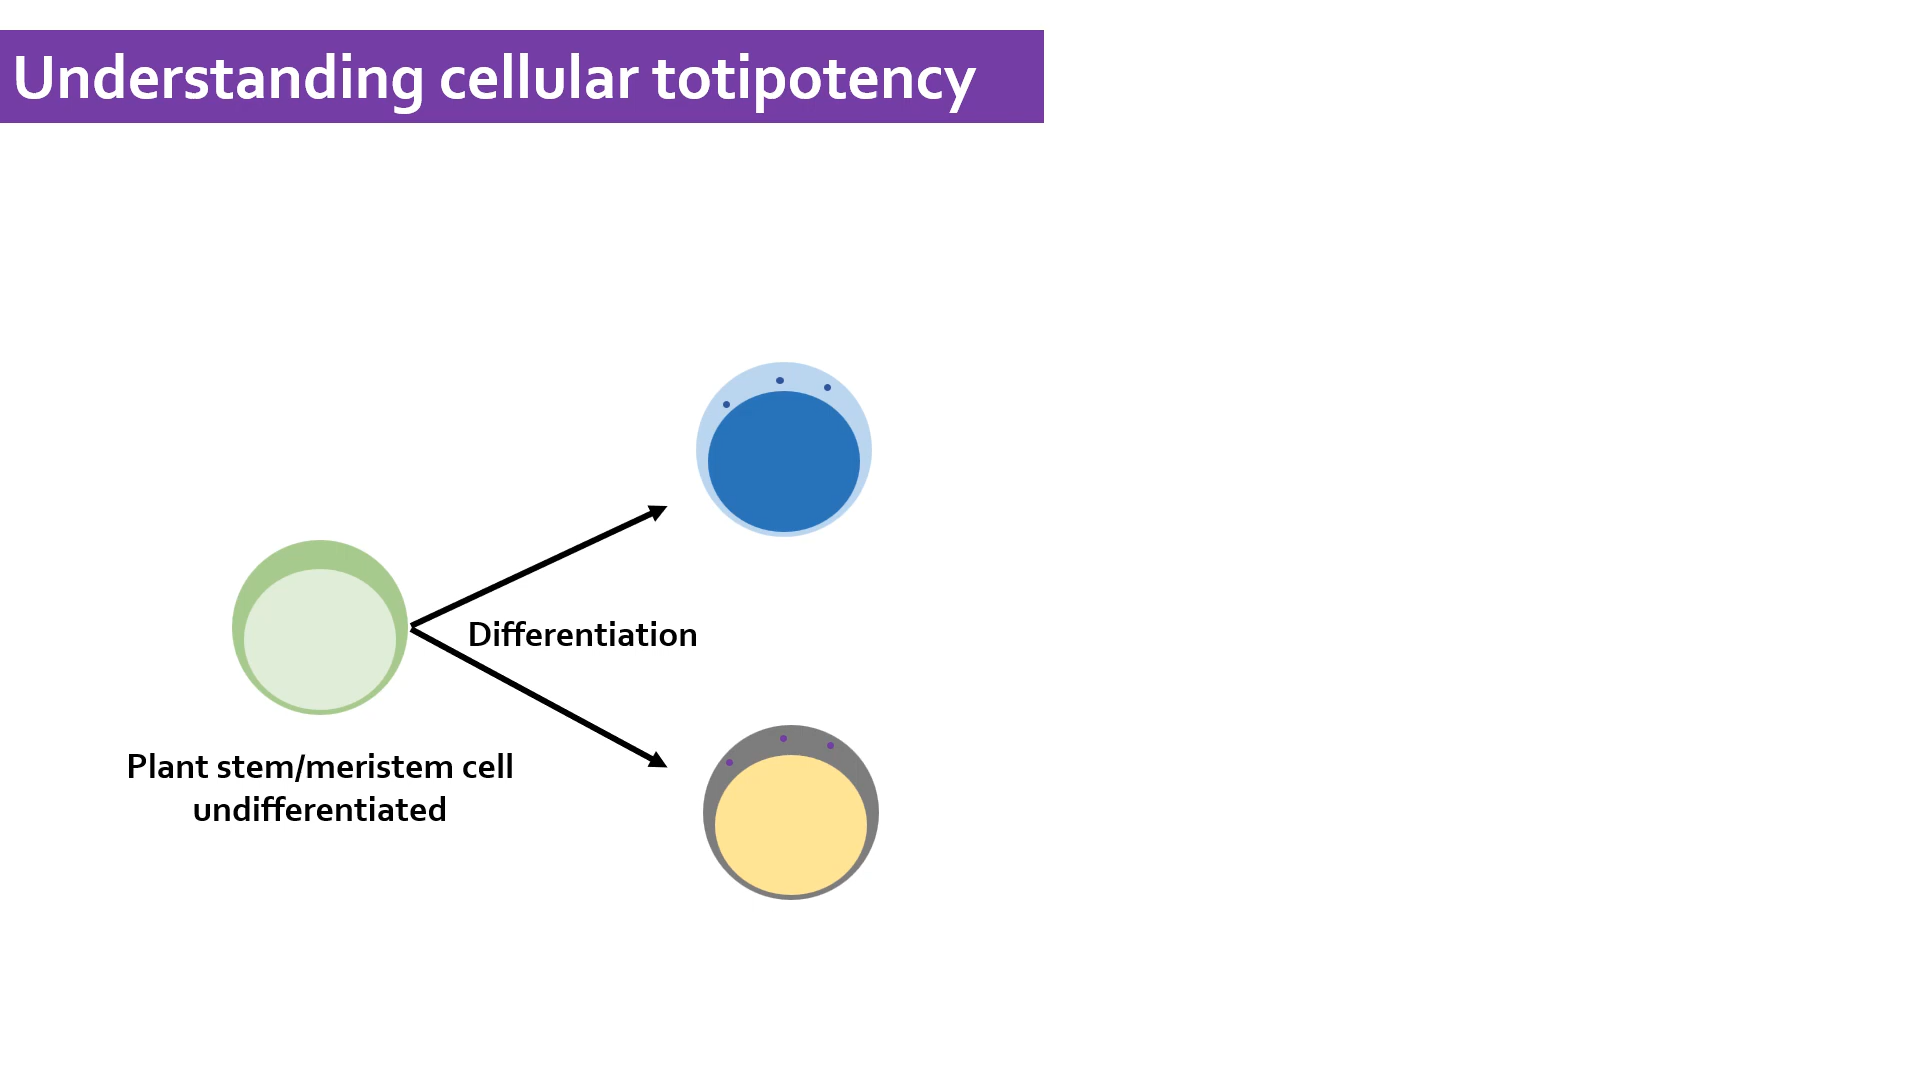 Understanding cellular totipotency
Differentiation
Plant stem/meristem cell
undifferentiated